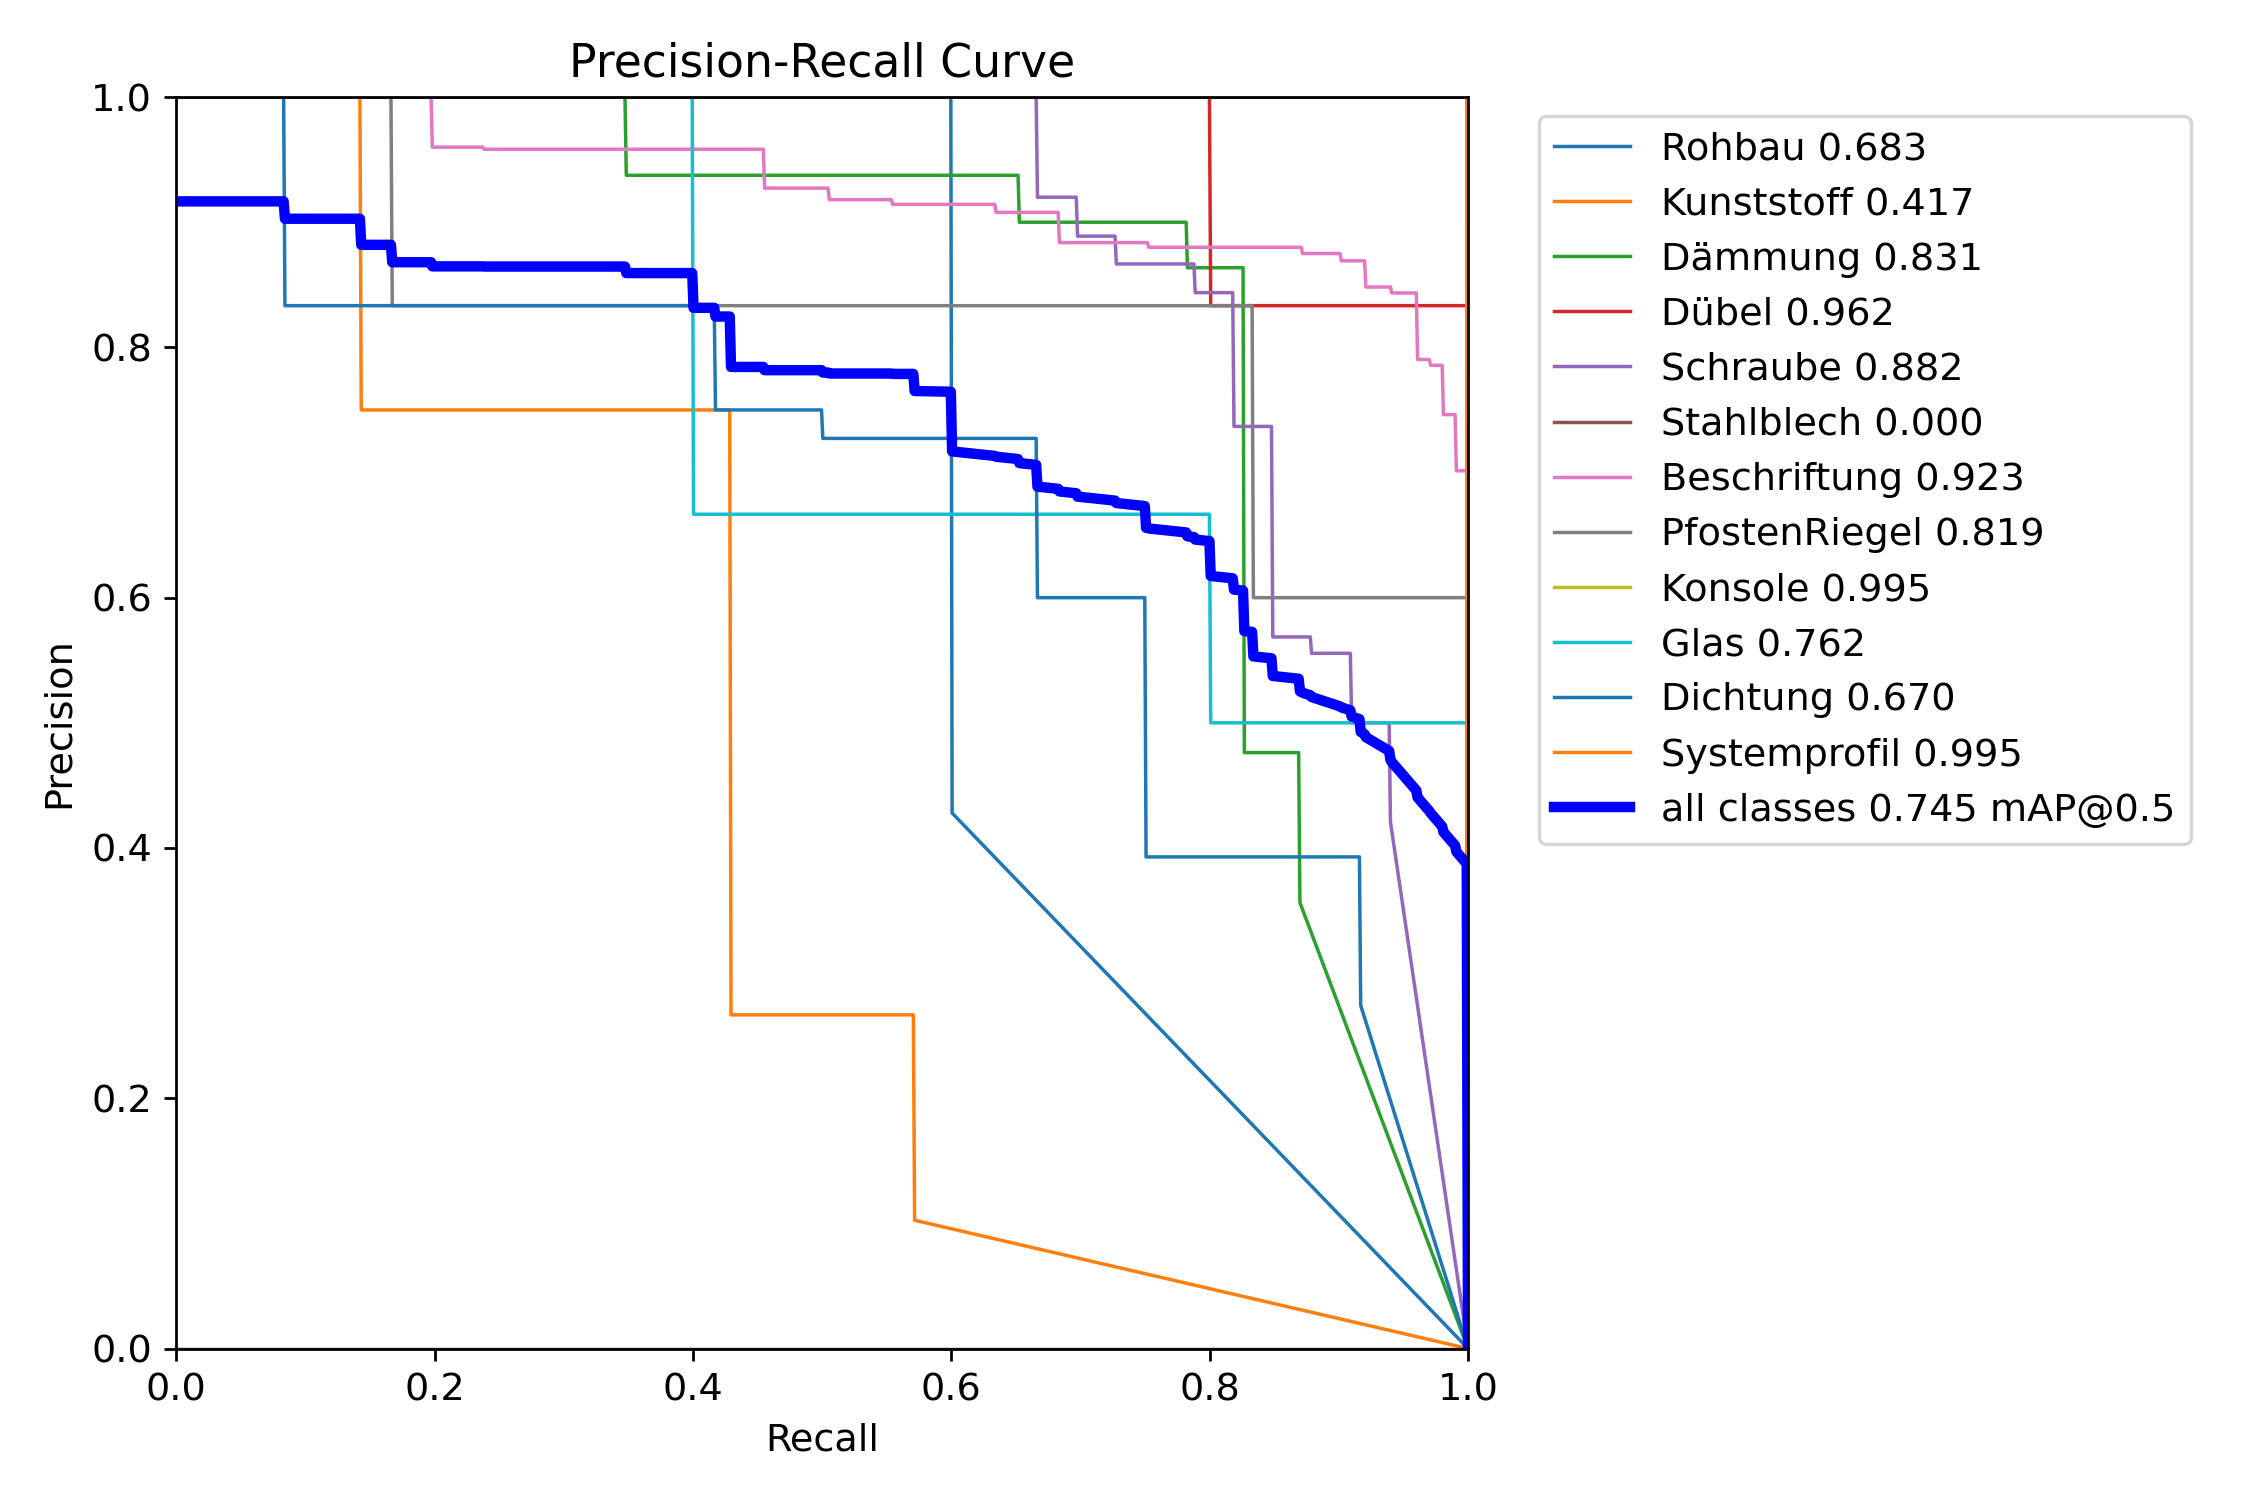 Precision-Recall Curve
1.0
0.8
0.6
0.4
0.2
0.0
Precision
0.0 0.2 0.4 0.6 0.8 1.0
Recall
Rohbau 0.683
Kunststoff 0.417
Dämmung 0.831
Dübel 0.962
Schraube 0.882
Stahlblech 0.000
Beschriftung 0.923
PfostenRiegel 0.819
Konsole 0.995
Glas 0.762
Dichtung 0.670
Systemprofil 0.995
all classes 0.745 mAP@0.5